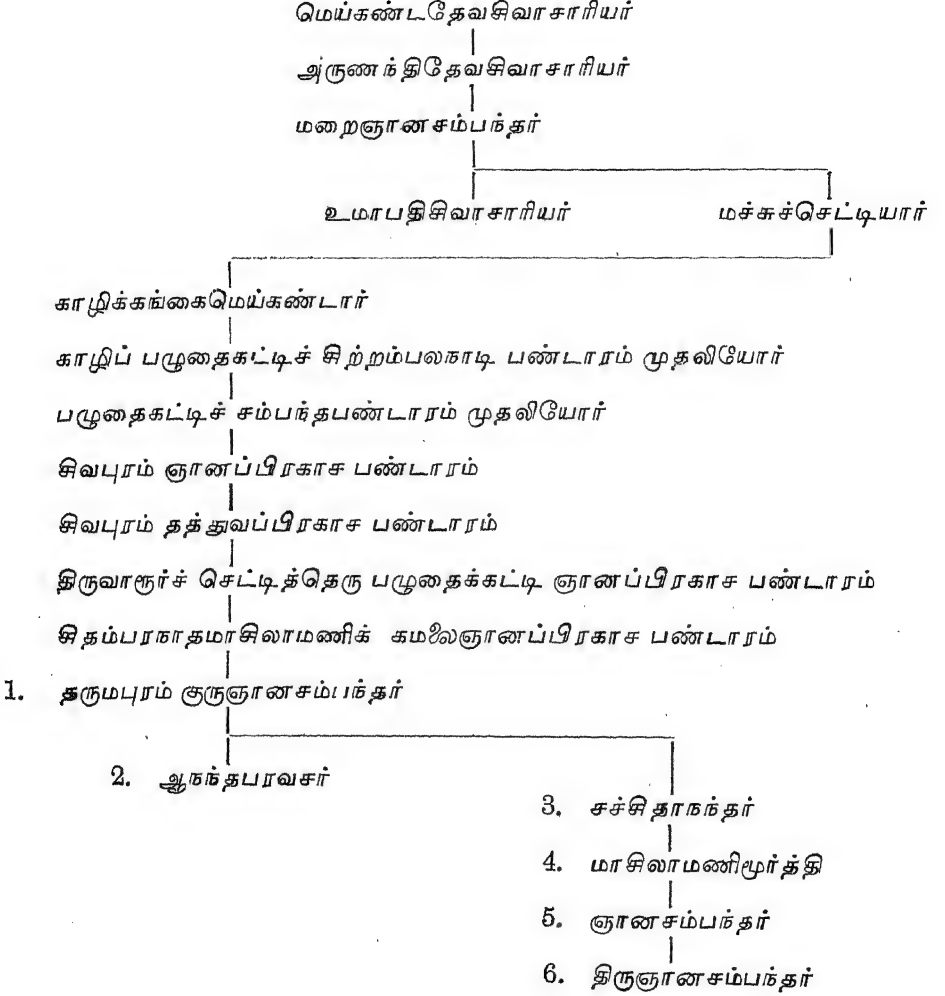 மெய்கண்டதேவசிவாசாரியர்
அருணந்திதேவசிவாசாரியர்
மறைஞானசம்பந்தர்
உமாபதிசிவாசாரியர் மச்சுச்செட்டியார்
காழிக்கங்கைமெய்கண்டார்
காழிப் பழுதைகட்டிச் சிற்றம்பலநாடி பண்டாரம் முதலியோர்
பழுதைகட்டிச் சம்பந்தபண்டாரம் முதலியோர்
சிவபுரம் ஞானப்பிரகாச பண்டாரம்
சிவபுரம் தத்துவப்பிரகாச பண்டாரம்
திருவாரூர்ச் செட்டித்தெரு பழுதைக்கட்டி ஞானப்பிரகாச பண்டாரம்
சிதம்பரநாதமாசிலாமணிக் கமலைஞானப்பிரகாச பண்டாரம்
1. தருமபுரம் குருஞானசம்பந்தர்
2. ஆநந்தபரவசர்
3. சச்சிதாநந்தர்
4. மாசிலாமணிமூர்த்தி
5. ஞானசம்பந்தர்
6. திருஞானசம்பந்தர்